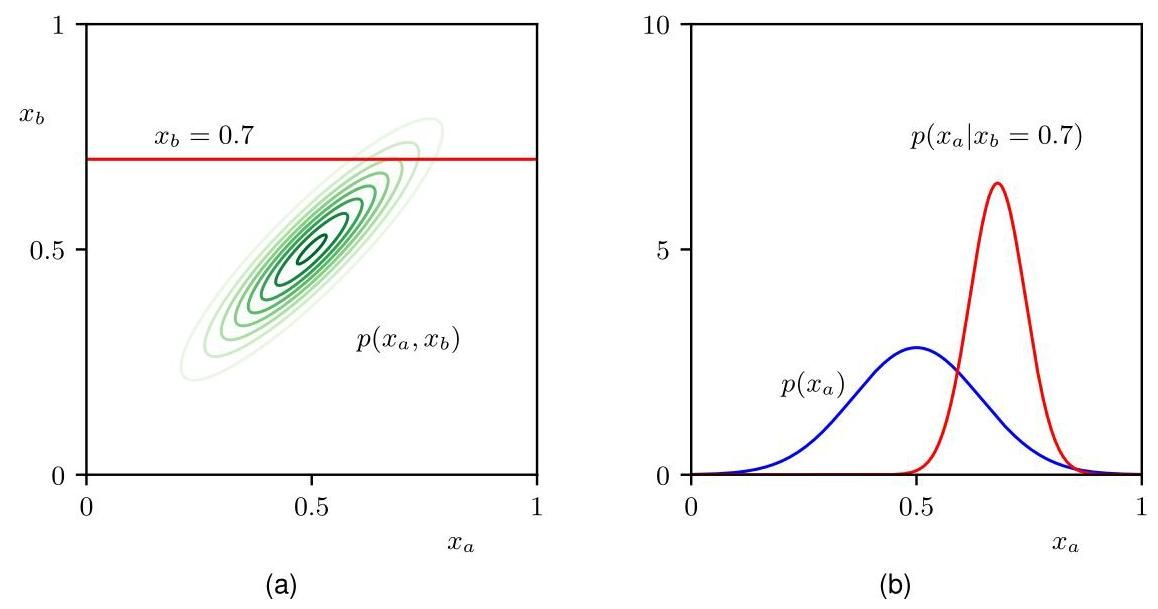 1
x_b
x_b = 0.7
0.5
p(x_a, x_b)
0
0
0.5
1
x_a
(a)
10
p(x_a|x_b = 0.7)
5
p(x_a)
0
0
0.5
1
x_a
(b)